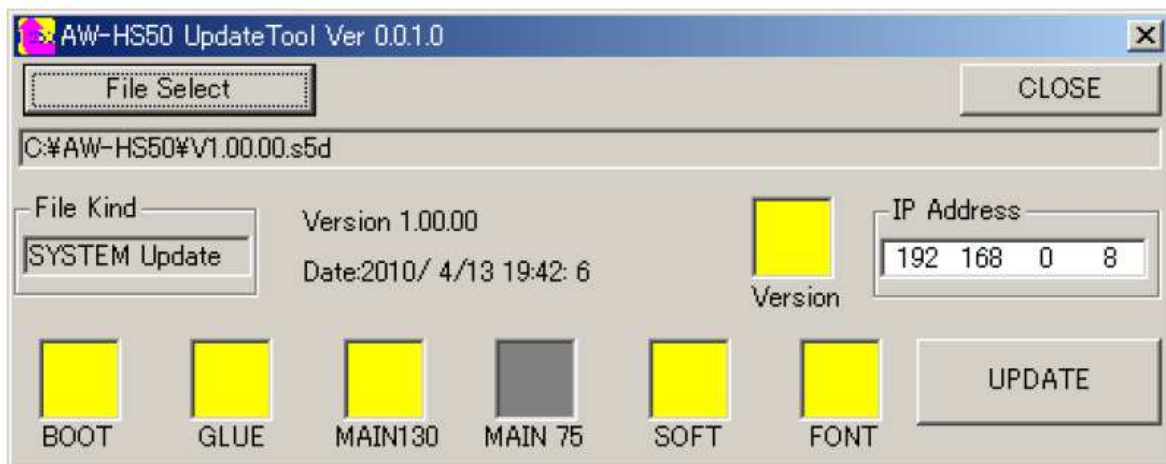 AW-HS50 UpdateTool Ver 0.0.1.0
File Select
CLOSE
C:¥AW-HS50¥V1.00.00.s5d
File Kind
SYSTEM Update
Version 1.00.00
Date:2010/ 4/13 19:42: 6
Version
IP Address
192 168 0 8
BOOT
GLUE
MAIN130
MAIN 75
SOFT
FONT
UPDATE